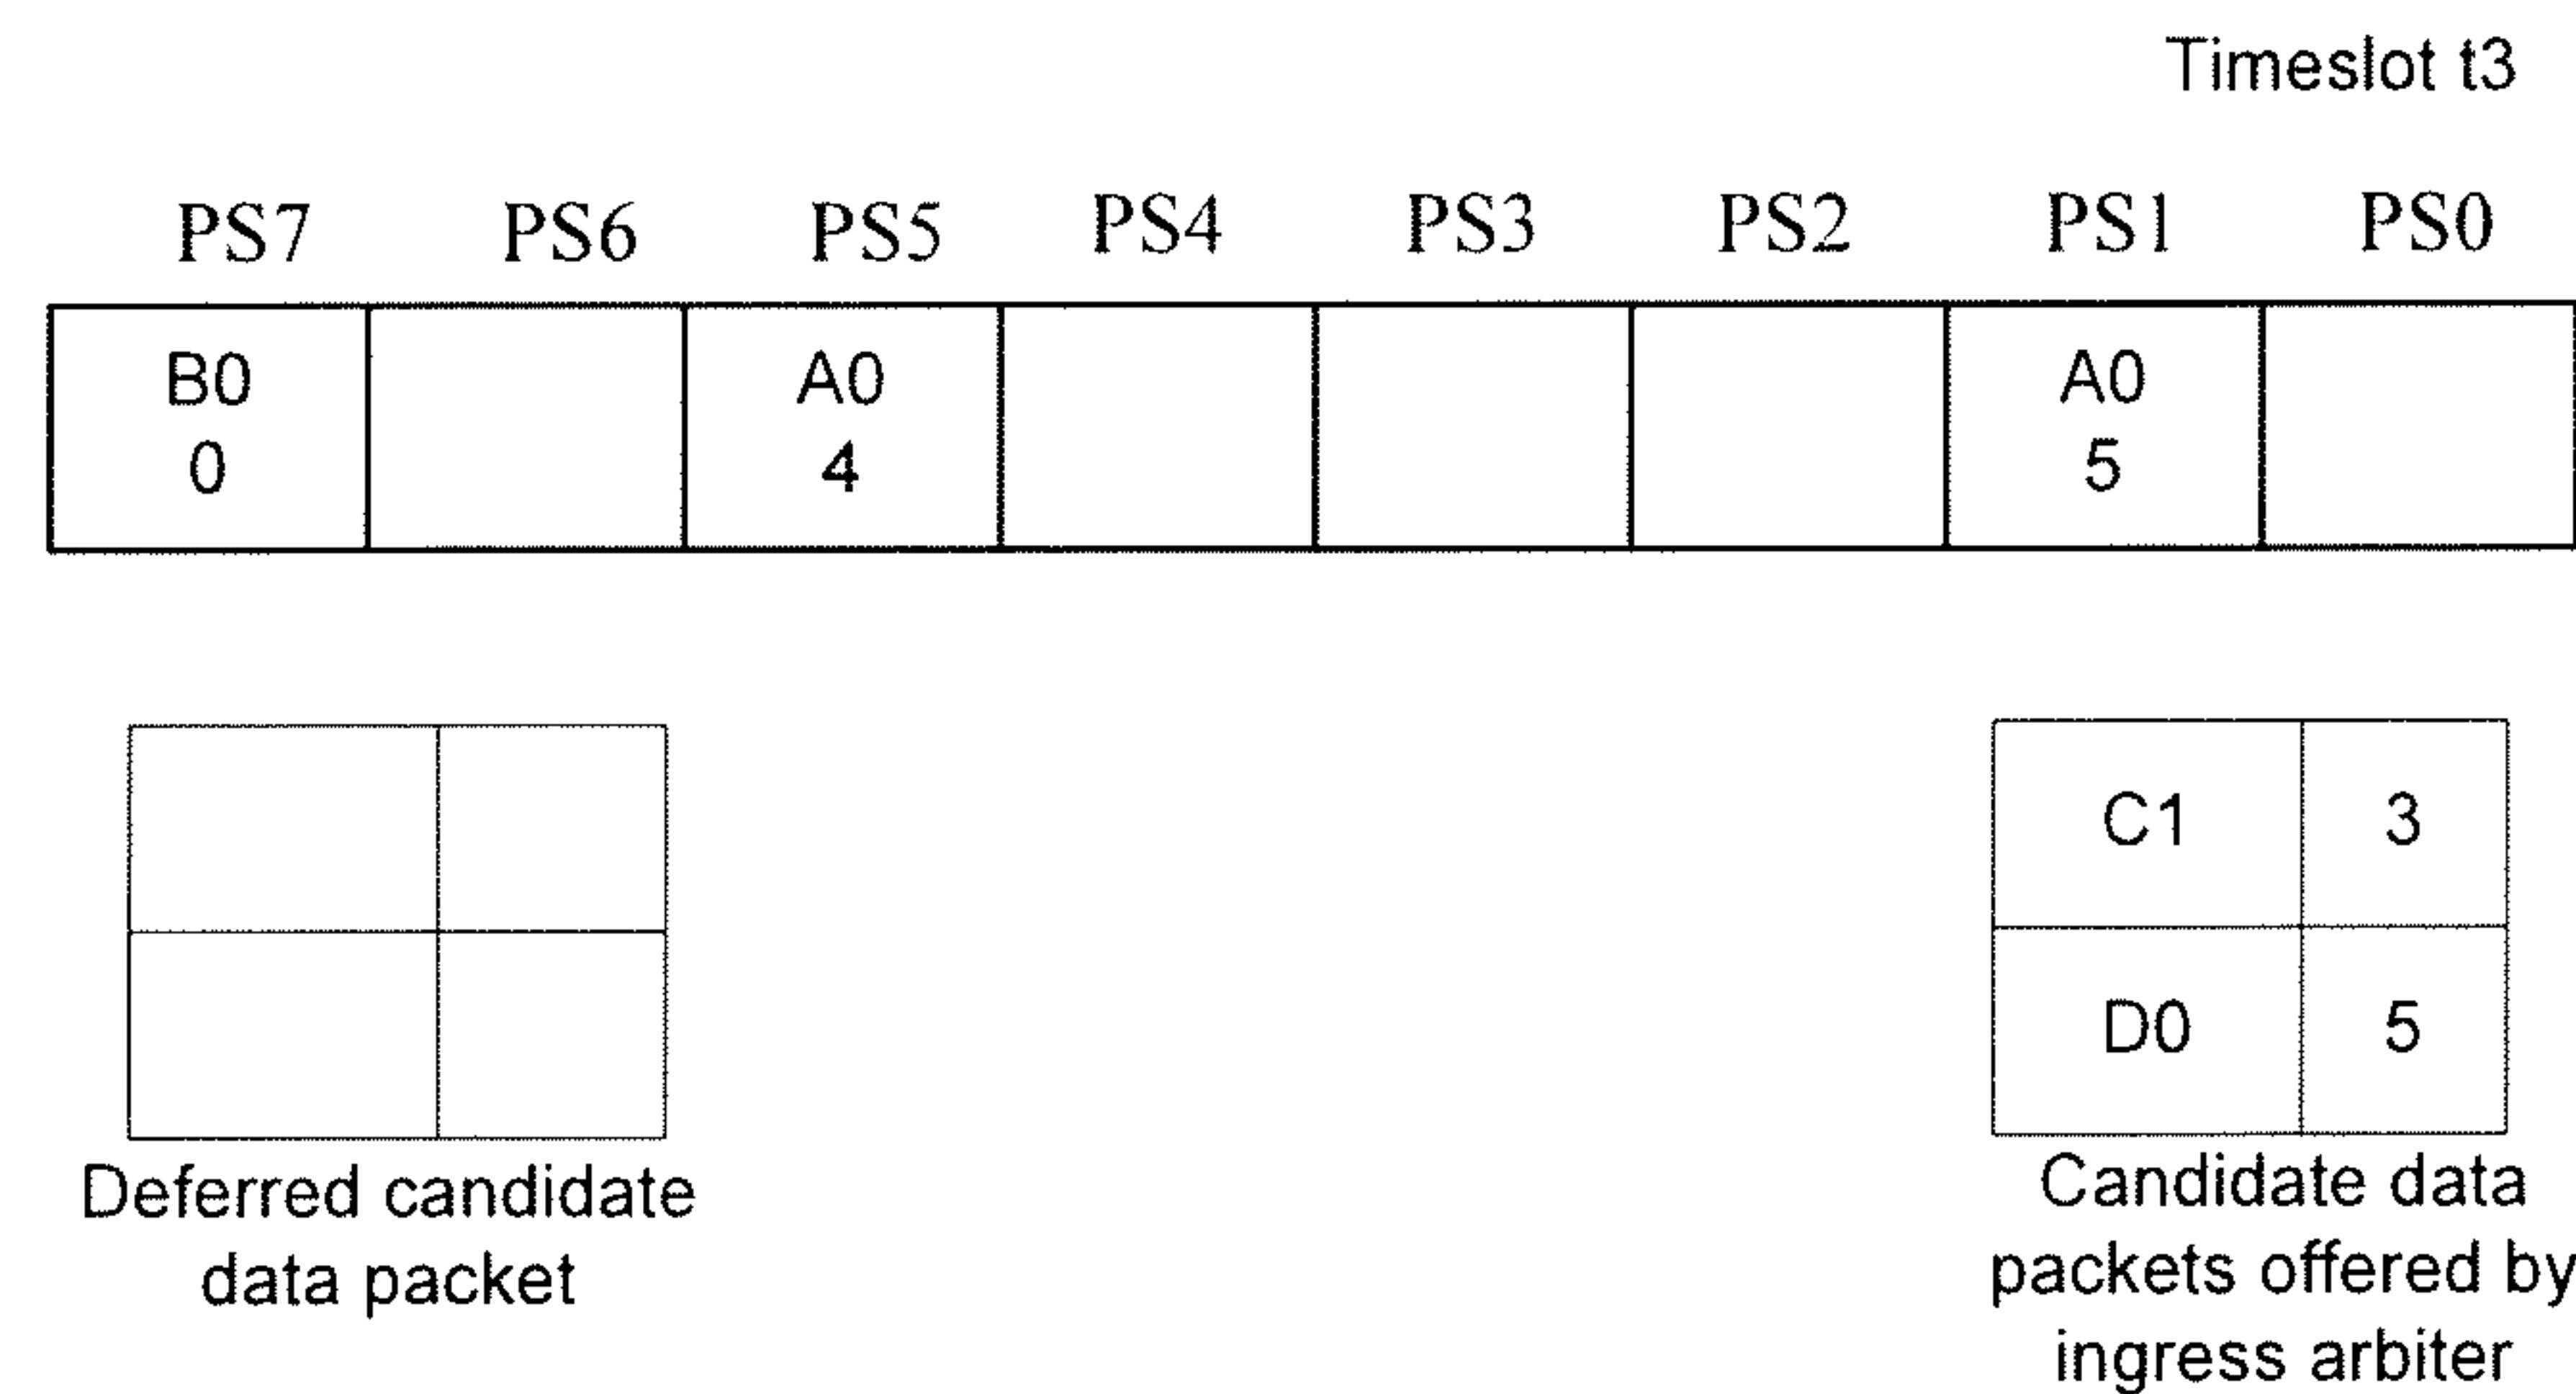 Timeslot t3
PS7 PS6 PS5 PS4 PS3 PS2 PS1 PS0
B0 A0 A0
0 4 5
C1 3
D0 5
Deferred candidate
data packet
Candidate data
packets offered by
ingress arbiter